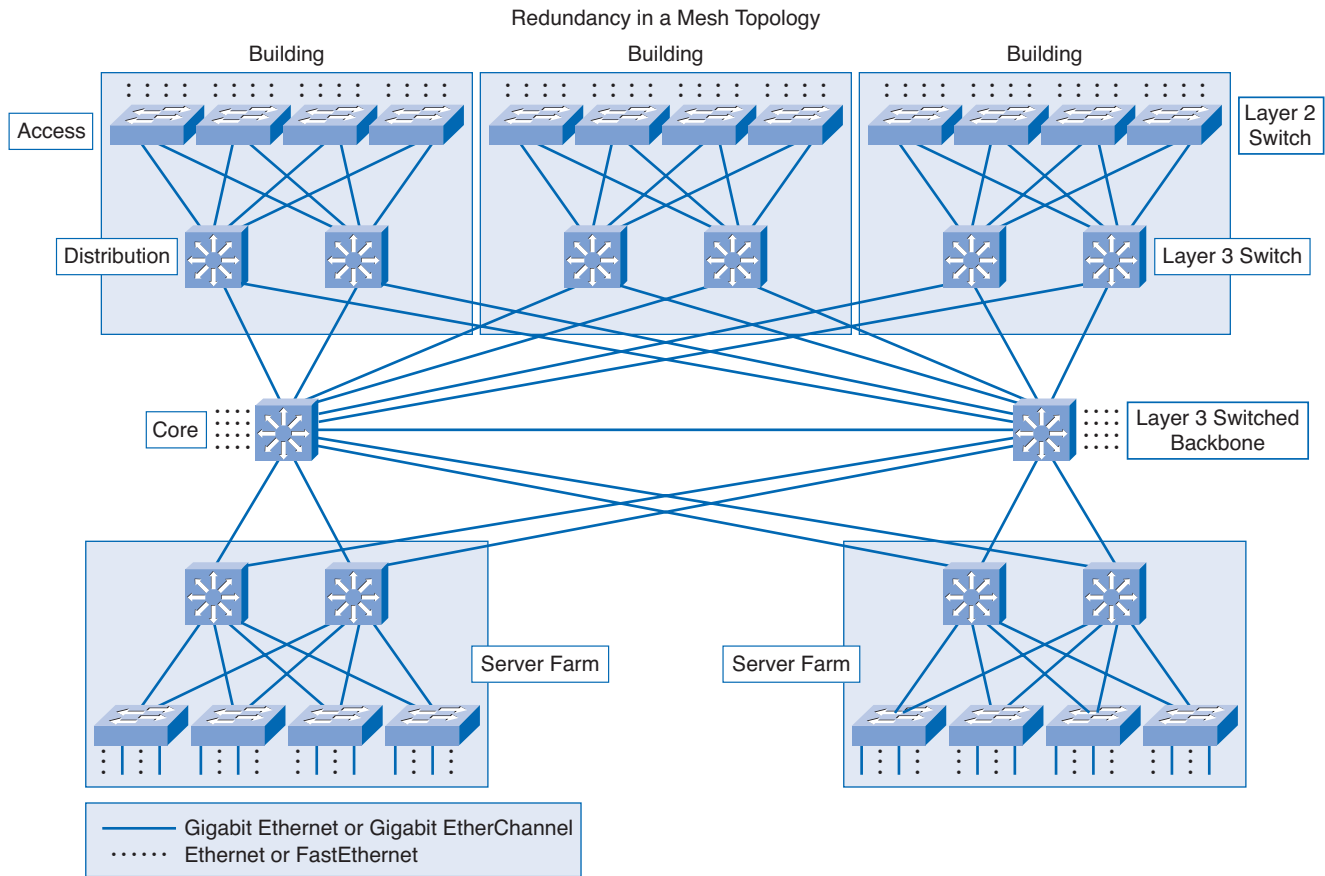 Redundancy in a Mesh Topology
Building
Building
Building
Access
Layer 2
Switch
Distribution
Layer 3 Switch
Core
Layer 3 Switched
Backbone
Server Farm
Server Farm
Gigabit Ethernet or Gigabit EtherChannel
Ethernet or FastEthernet